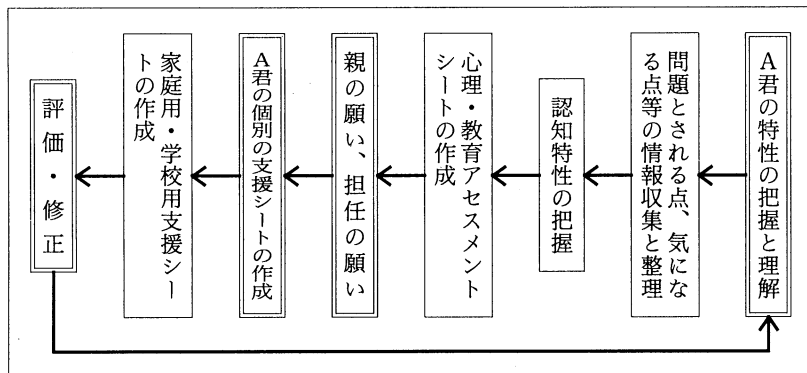 A君の特性の把握と理解
問題とされる点、気にな
る点等の情報収集と整理
認知特性の把握
心理・教育アセスメント
シートの作成
親の願い、担任の願い
A君の個別の支援シートの作成
家庭用・学校用支援シー
トの作成
評価・修正